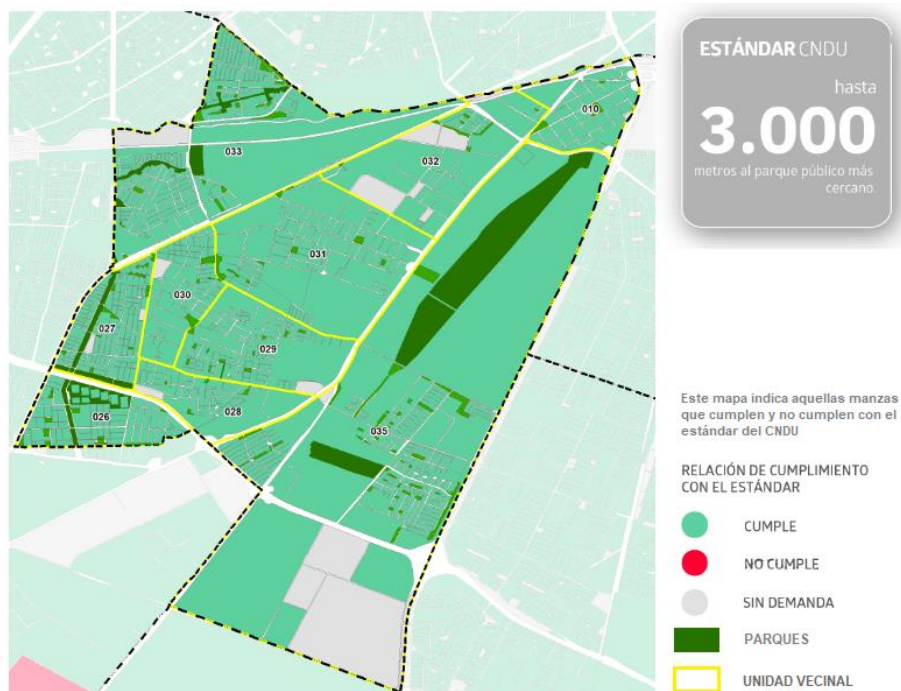 ESTÁNDAR CNDU
hasta
3.000
metros al parque público más
cercano.
010
033
032
031
030
027
029
026
028
035
Este mapa indica aquellas manzas
que cumplen y no cumplen con el
estándar del CNDU
RELACIÓN DE CUMPLIMIENTO
CON EL ESTÁNDAR
CUMPLE
NO CUMPLE
SIN DEMANDA
PARQUES
UNIDAD VECINAL